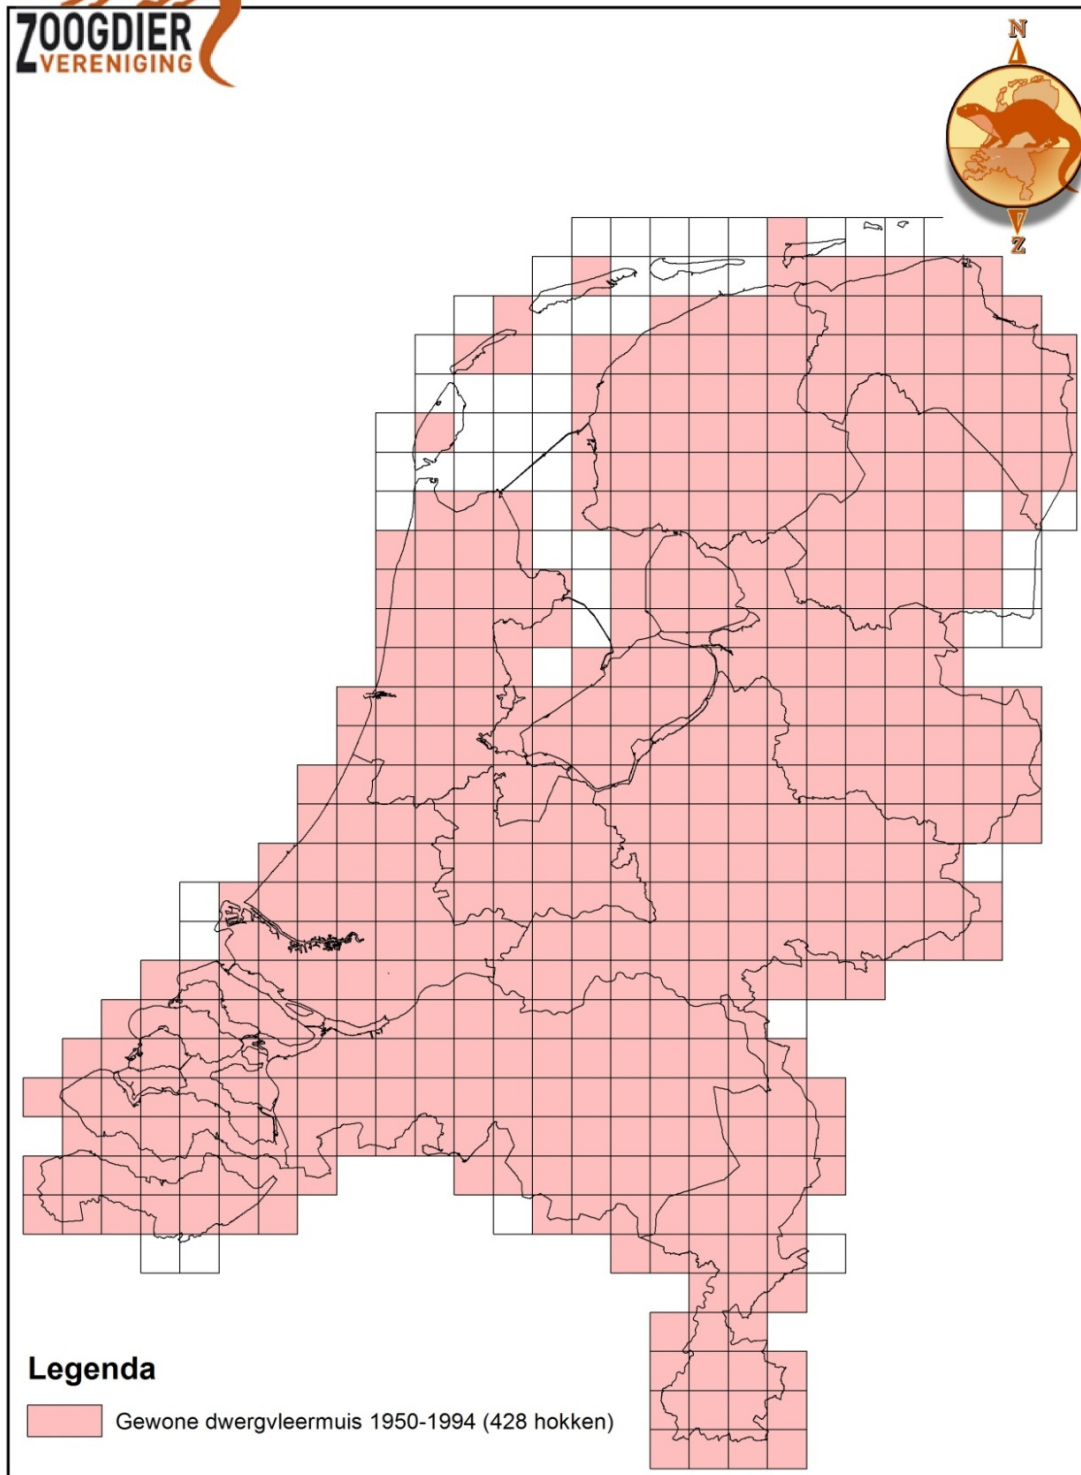 ZOOGDIER
VERENIGING
N
Z
Legenda
Gewone dwergvleermuis 1950-1994 (428 hokken)